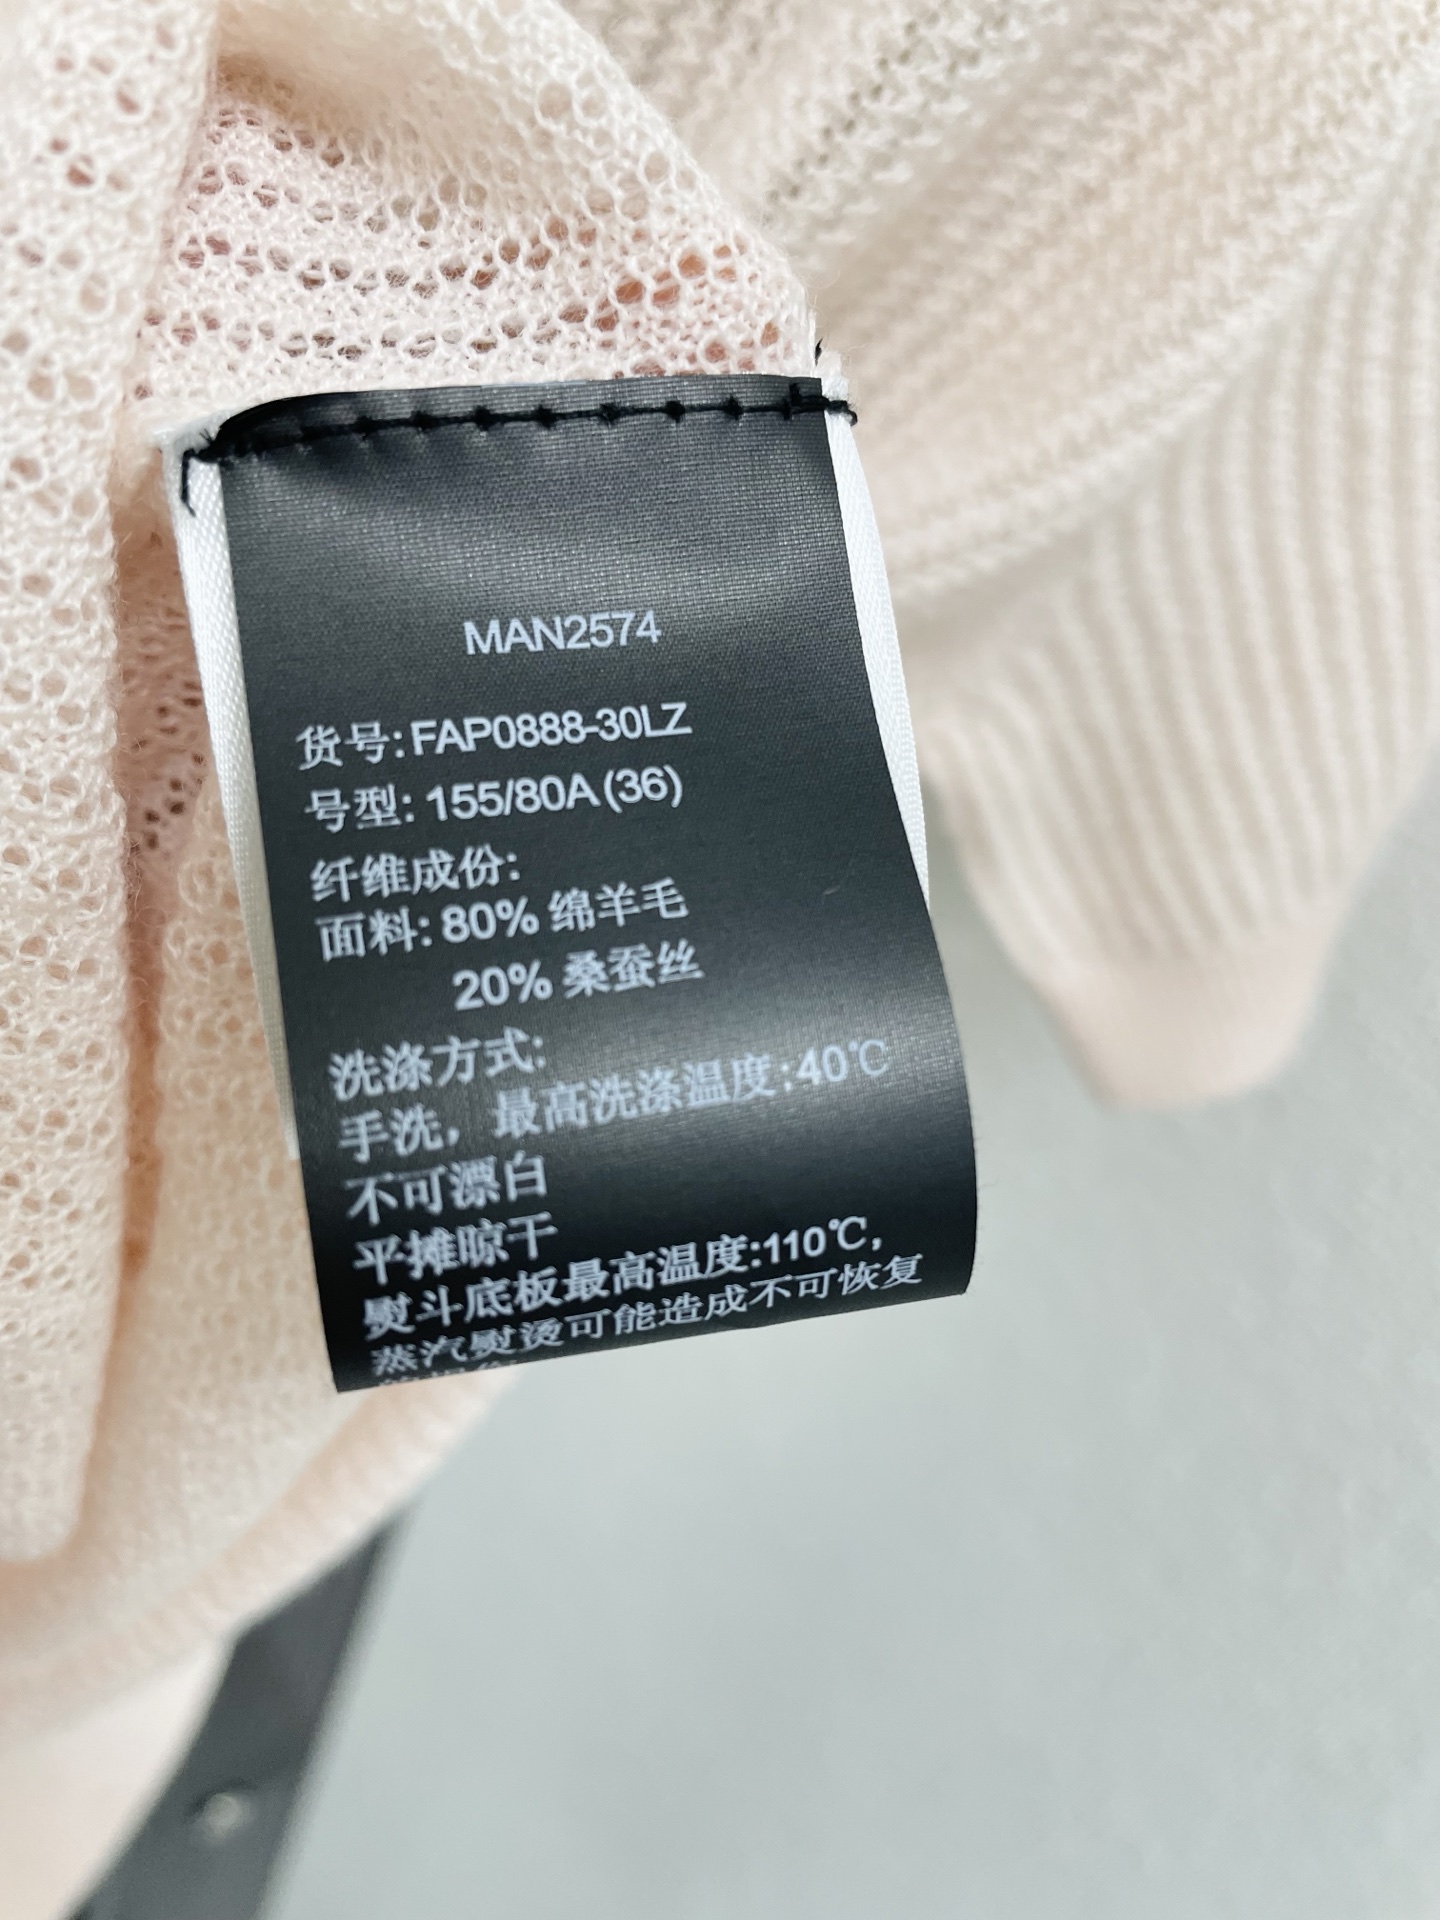 MAN2574
货号: FAP0888-30LZ
号型: 155/80A (36)
纤维成份:
面料: 80% 绵羊毛
20% 桑蚕丝
洗涤方式:
手洗，最高洗涤温度:40℃
不可漂白
平摊晾干
熨斗底板最高温度:110℃,
蒸汽熨烫可能造成不可恢复